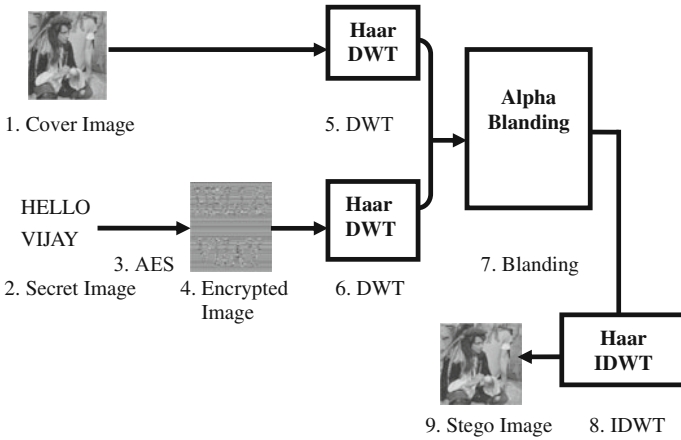 Haar
DWT
Alpha
Blanding
1. Cover Image
5. DWT
HELLO
VIJAY
Haar
DWT
3. AES
7. Blanding
2. Secret Image
4. Encrypted
Image
6. DWT
Haar
IDWT
9. Stego Image
8. IDWT